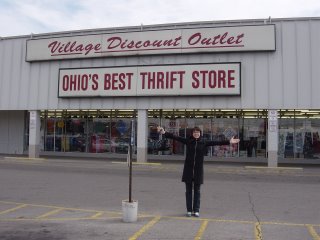 Village Discount Outlet
OHIO'S BEST THRIFT STORE